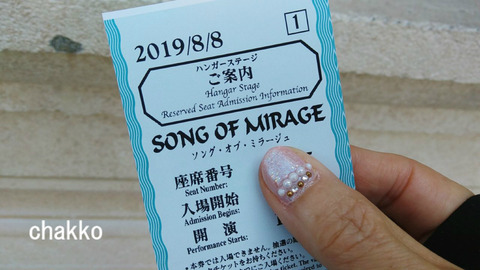 2019/8/8
1
ハンガーステージ
ご案内
Hangar Stage
Reserved Seat Admission Information
SONG OF MIRAGE
ソング・オブ・ミラージュ
座席番号
Seat Number:
入場開始
Admission Begins:
開演
Performance Starts:
chakko